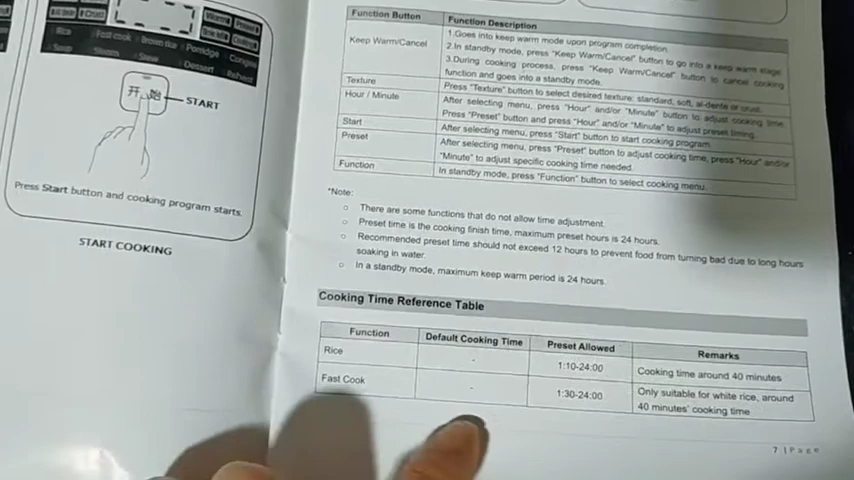 Warm
Preset
Rice
Fast cook
Brown rice
Porridge
Congee
Soup
Steam
Stew
Dessert
Reheat
开始
START
Press Start button and cooking program starts.
START COOKING
Function Button
Function Description
Keep Warm/Cancel
1.Goes into keep warm mode upon program completion.
2.In standby mode, press "Keep Warm/Cancel" button to go into a keep warm stage.
3.During cooking process, press "Keep Warm/Cancel" button to cancel cooking
function and goes into a standby mode.
Texture
Press "Texture" button to select desired texture: standard, soft, al-dente or crust.
Hour / Minute
After selecting menu, press "Hour" and/or "Minute" button to adjust cooking time.
Press "Preset" button and press "Hour" and/or "Minute" to adjust preset timing.
Start
After selecting menu, press "Start" button to start cooking program.
Preset
After selecting menu, press "Preset" button to adjust cooking time, press "Hour" and/or
"Minute" to adjust specific cooking time needed.
Function
In standby mode, press "Function" button to select cooking menu.
*Note:
○ There are some functions that do not allow time adjustment.
○ Preset time is the cooking finish time, maximum preset hours is 24 hours.
○ Recommended preset time should not exceed 12 hours to prevent food from turning bad due to long hours
soaking in water.
○ In a standby mode, maximum keep warm period is 24 hours.
Cooking Time Reference Table
Function
Default Cooking Time
Preset Allowed
Remarks
Rice
-
1:10-24:00
Cooking time around 40 minutes
Fast Cook
-
1:30-24:00
Only suitable for white rice, around
40 minutes' cooking time
7 | Page